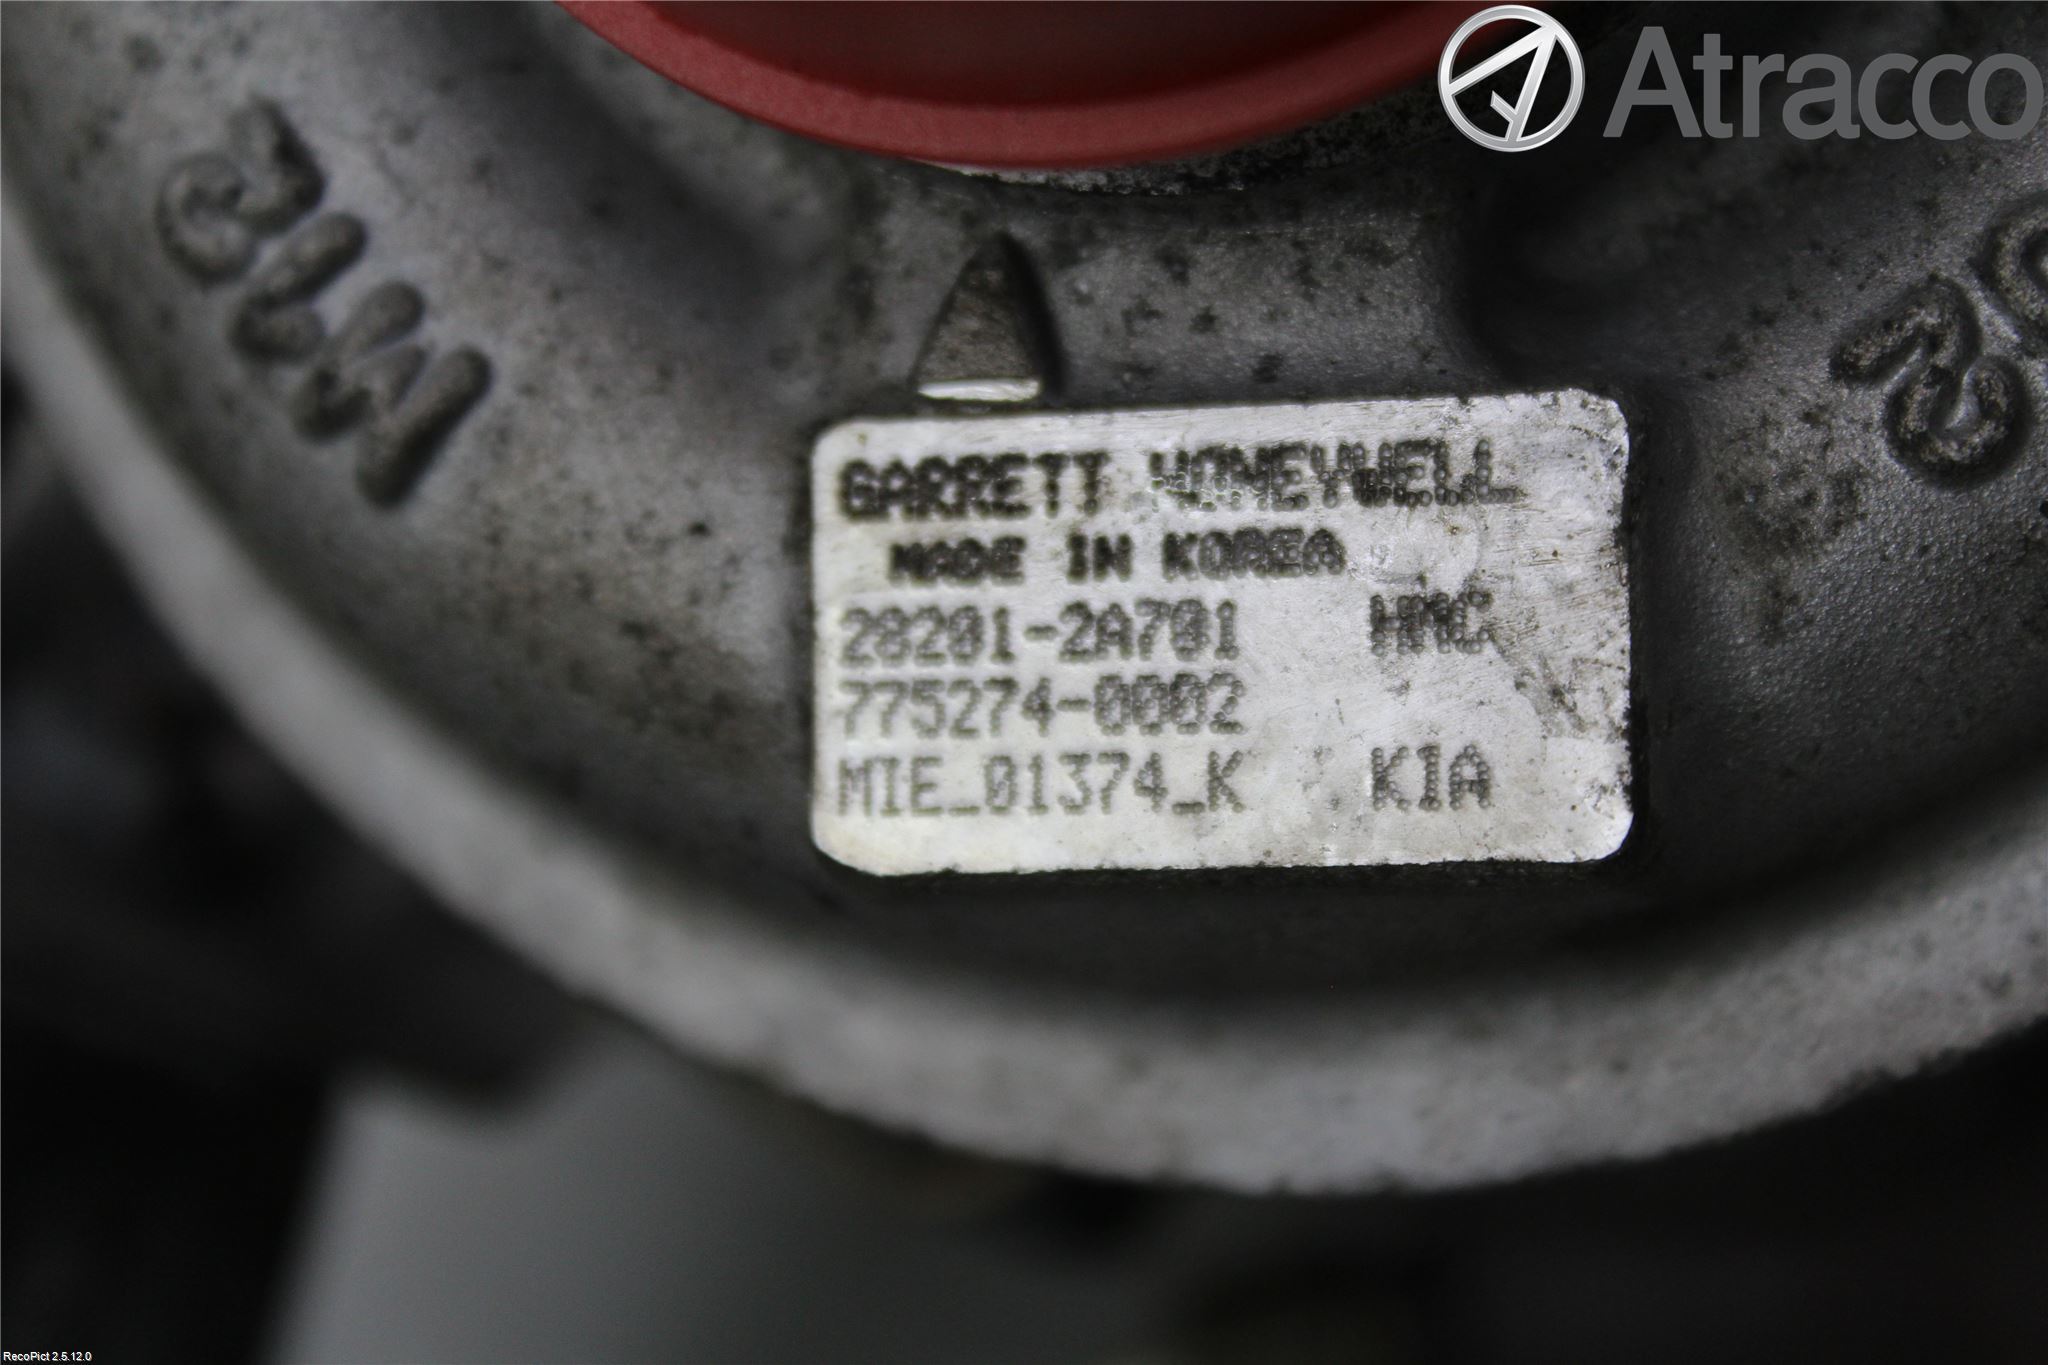 Atracco
GARRETT HONEYWELL
MADE IN KOREA
28201-2A701 HMC
775274-0002
MIE_01374_K KIA
RecoPict 2.5.12.0